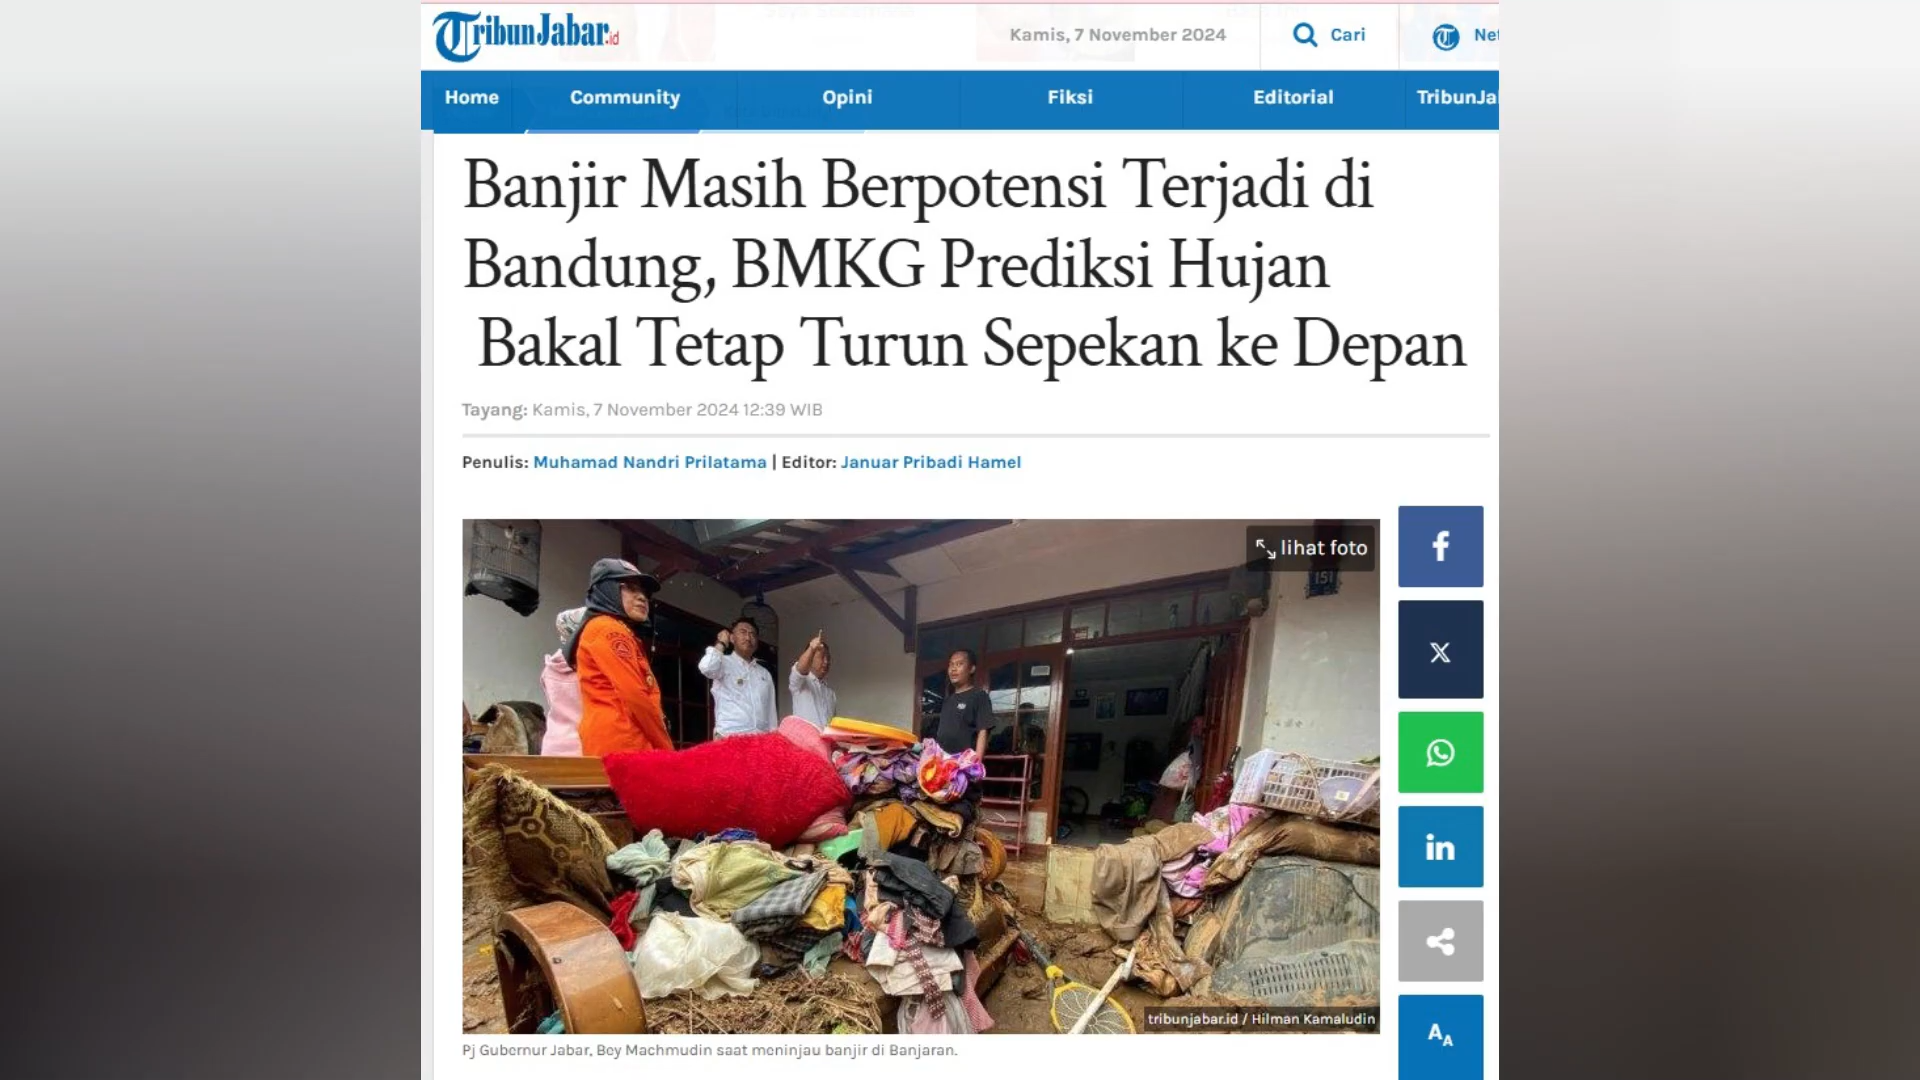 TribunJabar.id
Kamis, 7 November 2024
Cari
Home
Community
Opini
Fiksi
Editorial
Banjir Masih Berpotensi Terjadi di
Bandung, BMKG Prediksi Hujan
Bakal Tetap Turun Sepekan ke Depan
Tayang: Kamis, 7 November 2024 12:39 WIB
Penulis: Muhamad Nandri Prilatama | Editor: Januar Pribadi Hamel
lihat foto
151
tribunjabar.id / Hilman Kamaludin
Pj Gubernur Jabar, Bey Machmudin saat meninjau banjir di Banjaran.